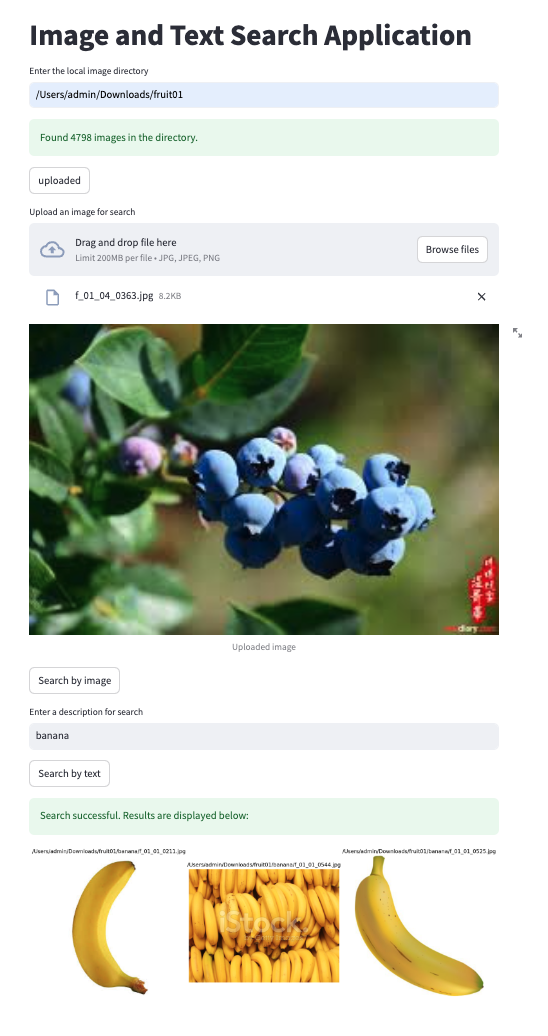 Image and Text Search Application
Enter the local image directory
/Users/admin/Downloads/fruit01
Found 4798 images in the directory.
uploaded
Upload an image for search
Drag and drop file here
Limit 200MB per file • JPG, JPEG, PNG
Browse files
f_01_04_0363.jpg 8.2KB
Uploaded image
Search by image
Enter a description for search
banana
Search by text
Search successful. Results are displayed below:
/Users/admin/Downloads/fruit01/banana/f_01_01_0211.jpg
/Users/admin/Downloads/fruit01/banana/f_01_01_0544.jpg
/Users/admin/Downloads/fruit01/banana/f_01_01_0525.jpg
iStock